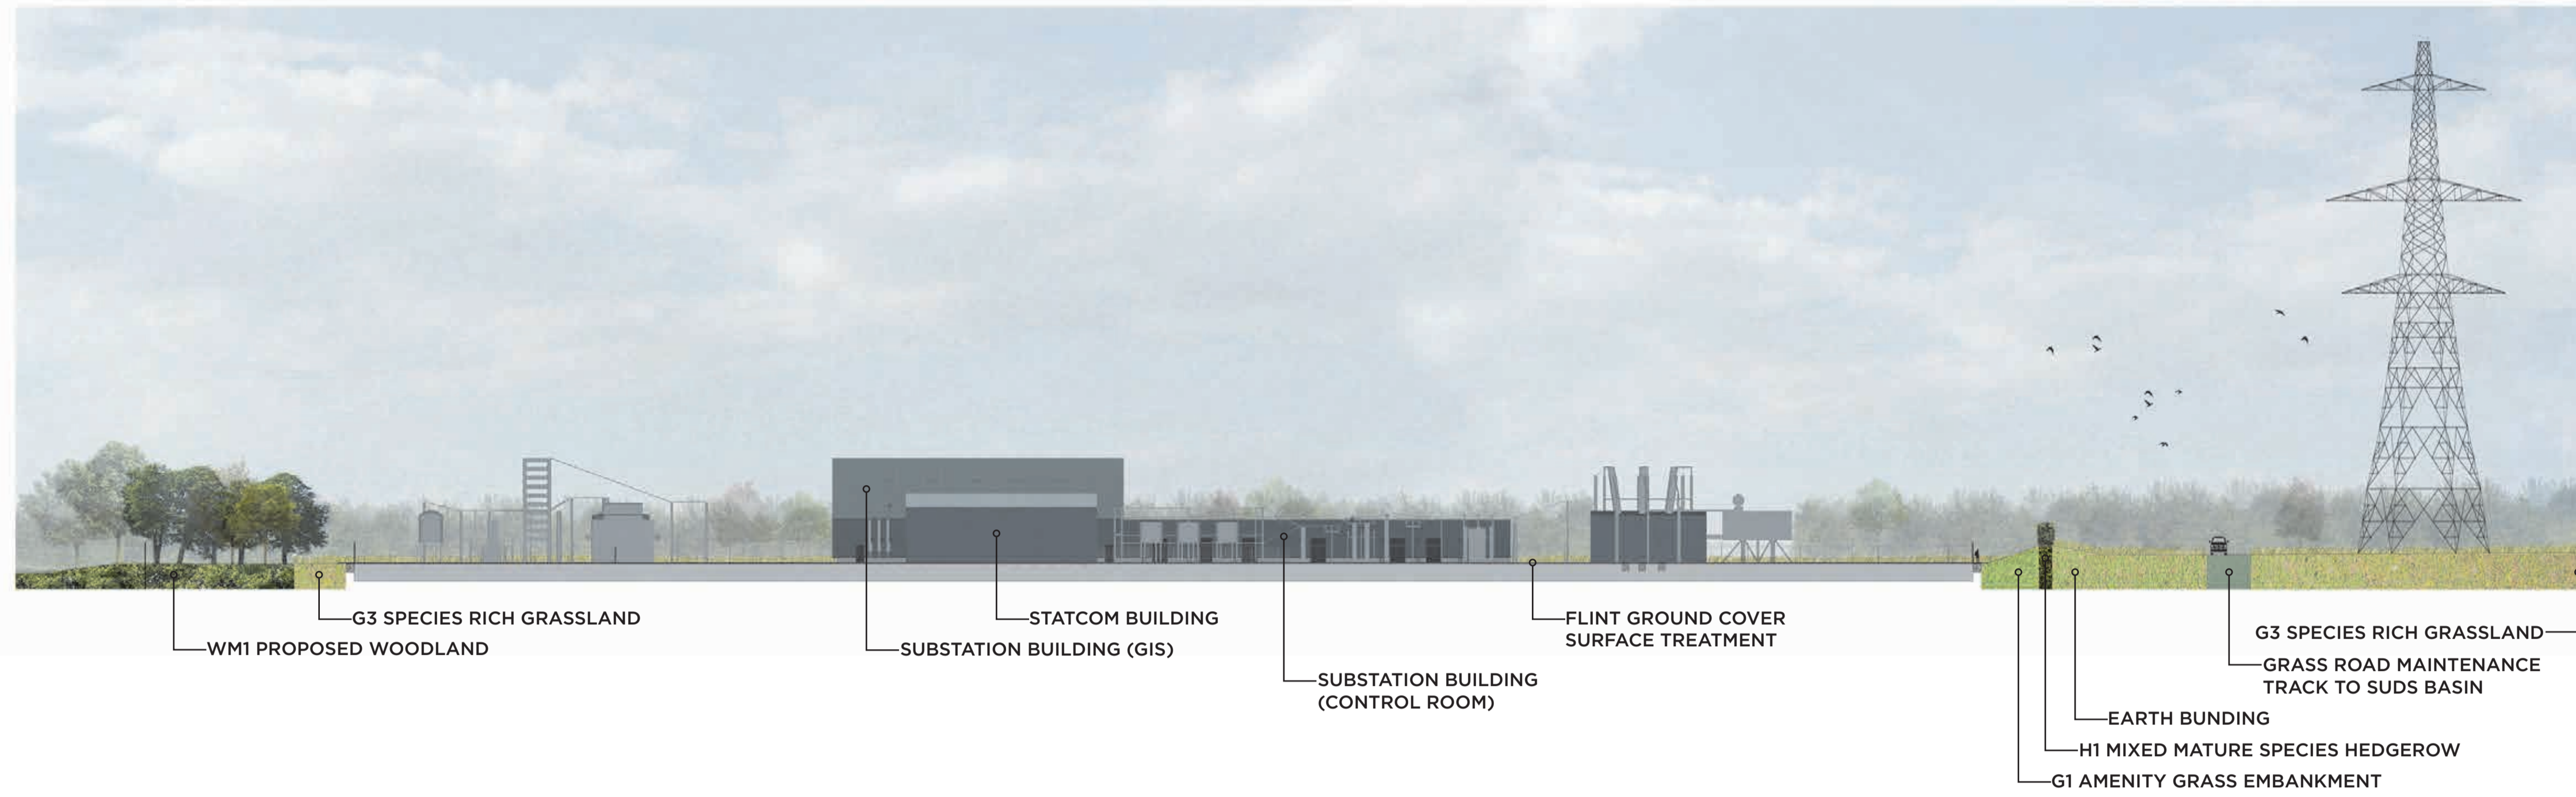 G3 SPECIES RICH GRASSLAND
WM1 PROPOSED WOODLAND
STATCOM BUILDING
SUBSTATION BUILDING (GIS)
SUBSTATION BUILDING
(CONTROL ROOM)
FLINT GROUND COVER
SURFACE TREATMENT
G3 SPECIES RICH GRASSLAND
GRASS ROAD MAINTENANCE
TRACK TO SUDS BASIN
EARTH BUNDING
H1 MIXED MATURE SPECIES HEDGEROW
G1 AMENITY GRASS EMBANKMENT